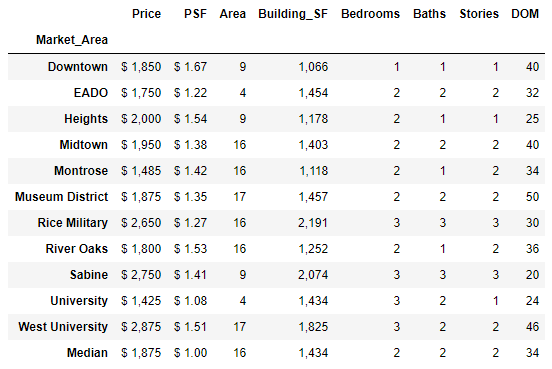 Price PSF Area Building_SF Bedrooms Baths Stories DOM
Market_Area
Downtown $ 1,850 $ 1.67 9 1,066 1 1 1 40
EADO $ 1,750 $ 1.22 4 1,454 2 2 2 32
Heights $ 2,000 $ 1.54 9 1,178 2 1 1 25
Midtown $ 1,950 $ 1.38 16 1,403 2 2 2 40
Montrose $ 1,485 $ 1.42 16 1,118 2 1 2 34
Museum District $ 1,875 $ 1.35 17 1,457 2 2 2 50
Rice Military $ 2,650 $ 1.27 16 2,191 3 3 3 30
River Oaks $ 1,800 $ 1.53 16 1,252 2 1 2 36
Sabine $ 2,750 $ 1.41 9 2,074 3 3 3 20
University $ 1,425 $ 1.08 4 1,434 3 2 1 24
West University $ 2,875 $ 1.51 17 1,825 3 2 2 46
Median $ 1,875 $ 1.00 16 1,434 2 2 2 34